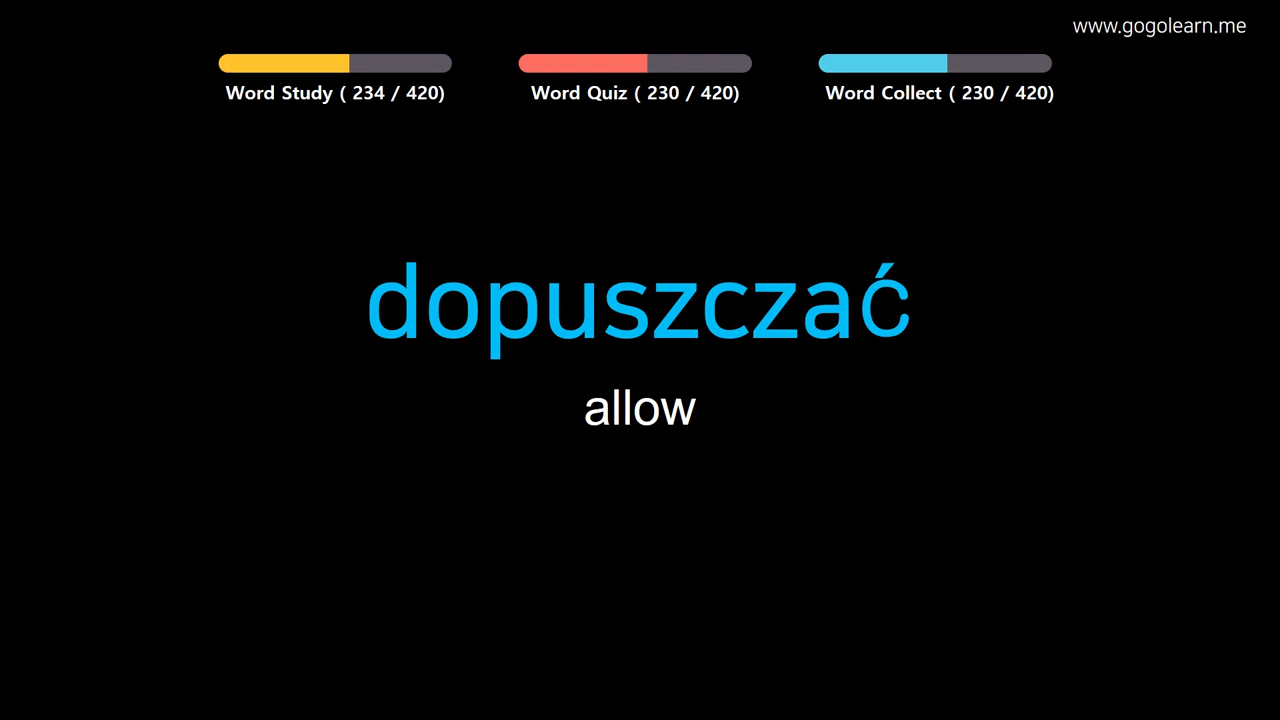 www.gogolearn.me
Word Study ( 234 / 420)
Word Quiz ( 230 / 420)
Word Collect ( 230 / 420)
dopuszczać
allow